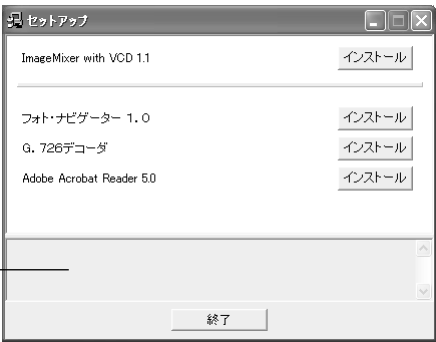 セットアップ
ImageMixer with VCD 1.1 インストール
フォト・ナビゲーター 1.0 インストール
G. 726デコーダ インストール
Adobe Acrobat Reader 5.0 インストール
終了